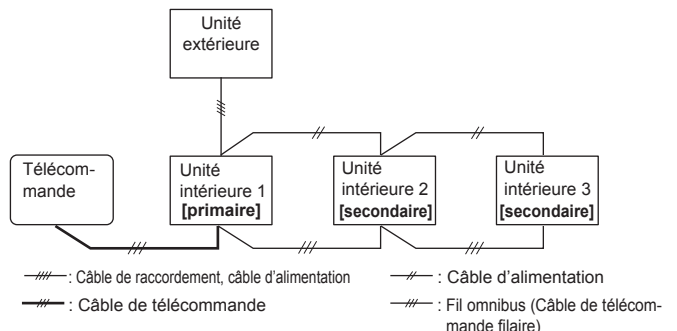 Unité
extérieure
Télécom-
mande
Unité
intérieure 1
[primaire]
Unité
intérieure 2
[secondaire]
Unité
intérieure 3
[secondaire]
: Câble de raccordement, câble d'alimentation
: Câble d'alimentation
: Câble de télécommande
: Fil omnibus (Câble de télécom-
mande filaire)